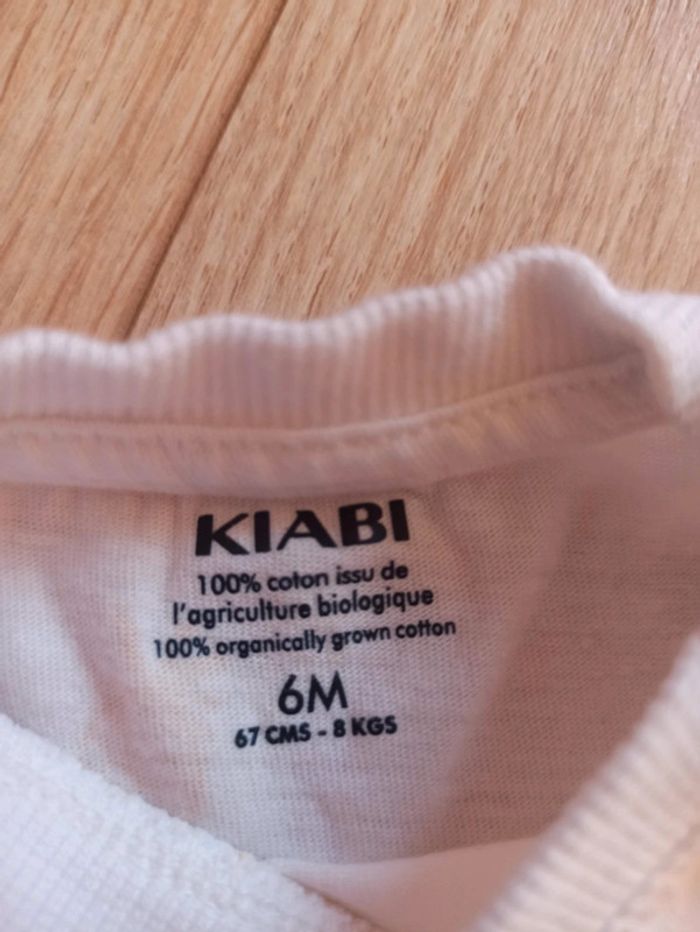 KIABI
100% coton issu de
l'agriculture biologique
100% organically grown cotton
6M
67 CMS - 8 KGS